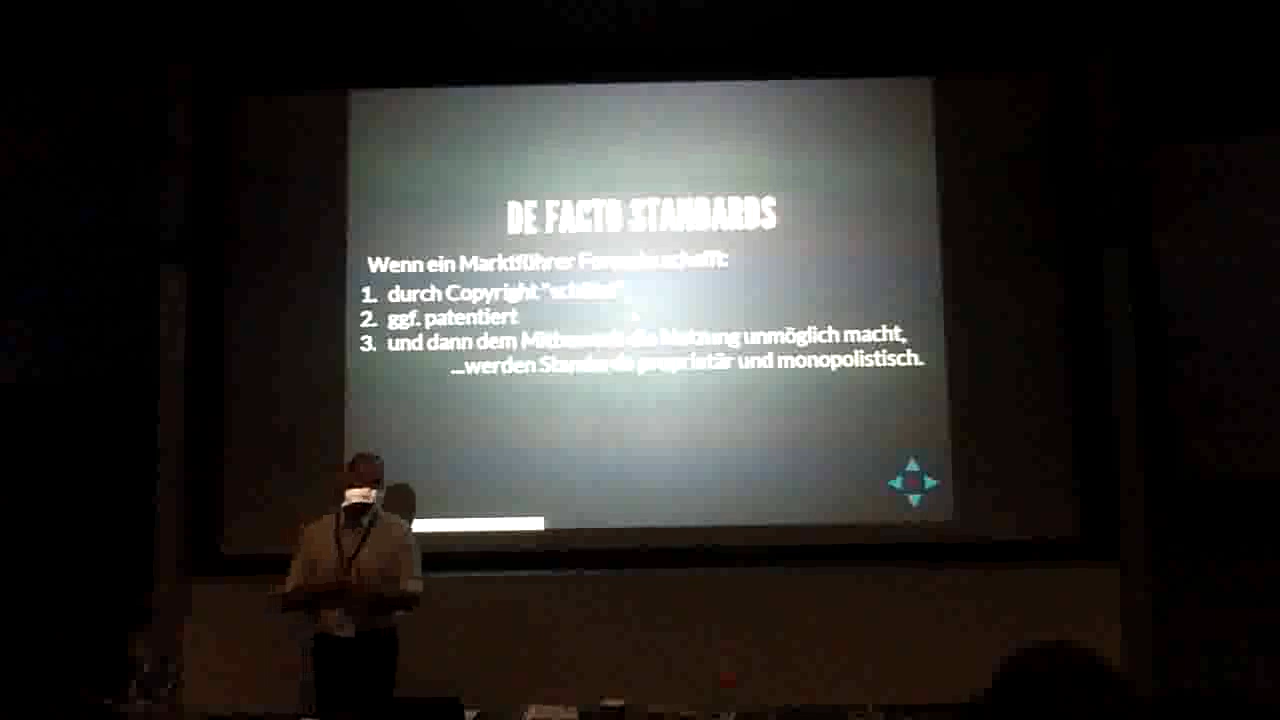 DE FACTO STANDARDS
Wenn ein Marktführer Formate schafft:
1. durch Copyright "schützt"
2. ggf. patentiert
3. und dann dem Mitbewerb die Nutzung unmöglich macht,
...werden Standards proprietär und monopolistisch.